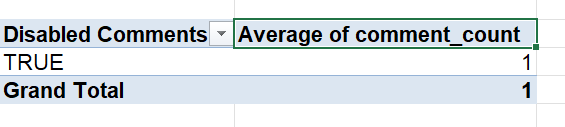 Disabled Comments Average of comment_count
TRUE 1
Grand Total 1